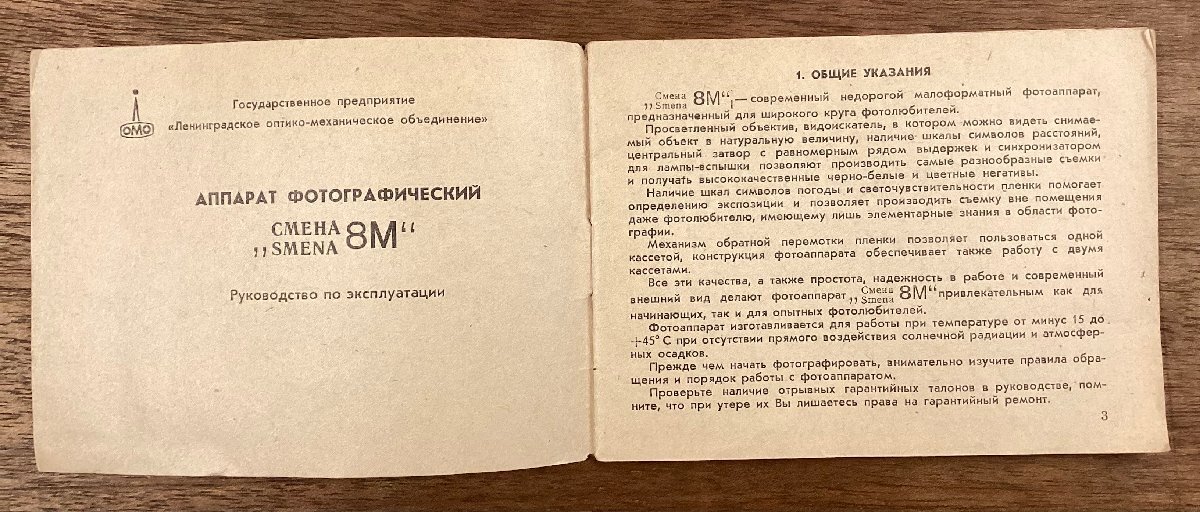 ЛОМО
Государственное предприятие
«Ленинградское оптико-механическое объединение»
АППАРАТ ФОТОГРАФИЧЕСКИЙ
СМЕНА
„SMENA 8М“
Руководство по эксплуатации
1. ОБЩИЕ УКАЗАНИЯ
Смена
„Smena 8М“ — современный недорогой малоформатный фотоаппарат,
предназначенный для широкого круга фотолюбителей.
Просветленный объектив, видоискатель, в котором можно видеть снимае-
мый объект в натуральную величину, наличие шкалы символов расстояний,
центральный затвор с равномерным рядом выдержек и синхронизатором
для лампы-вспышки позволяют производить самые разнообразные съемки
и получать высококачественные черно-белые и цветные негативы.
Наличие шкал символов погоды и светочувствительности пленки помогает
определению экспозиции и позволяет производить съемку вне помещения
даже фотолюбителю, имеющему лишь элементарные знания в области фото-
графии.
Механизм обратной перемотки пленки позволяет пользоваться одной
кассетой, конструкция фотоаппарата обеспечивает также работу с двумя
кассетами.
Все эти качества, а также простота, надежность в работе и современный
внешний вид делают фотоаппарат „Смена Smena 8М“ привлекательным как для
начинающих, так и для опытных фотолюбителей.
Фотоаппарат изготавливается для работы при температуре от минус 15 до
+45° С при отсутствии прямого воздействия солнечной радиации и атмосфер-
ных осадков.
Прежде чем начать фотографировать, внимательно изучите правила обра-
щения и порядок работы с фотоаппаратом.
Проверьте наличие отрывных гарантийных талонов в руководстве, пом-
ните, что при утере их Вы лишаетесь права на гарантийный ремонт.
3